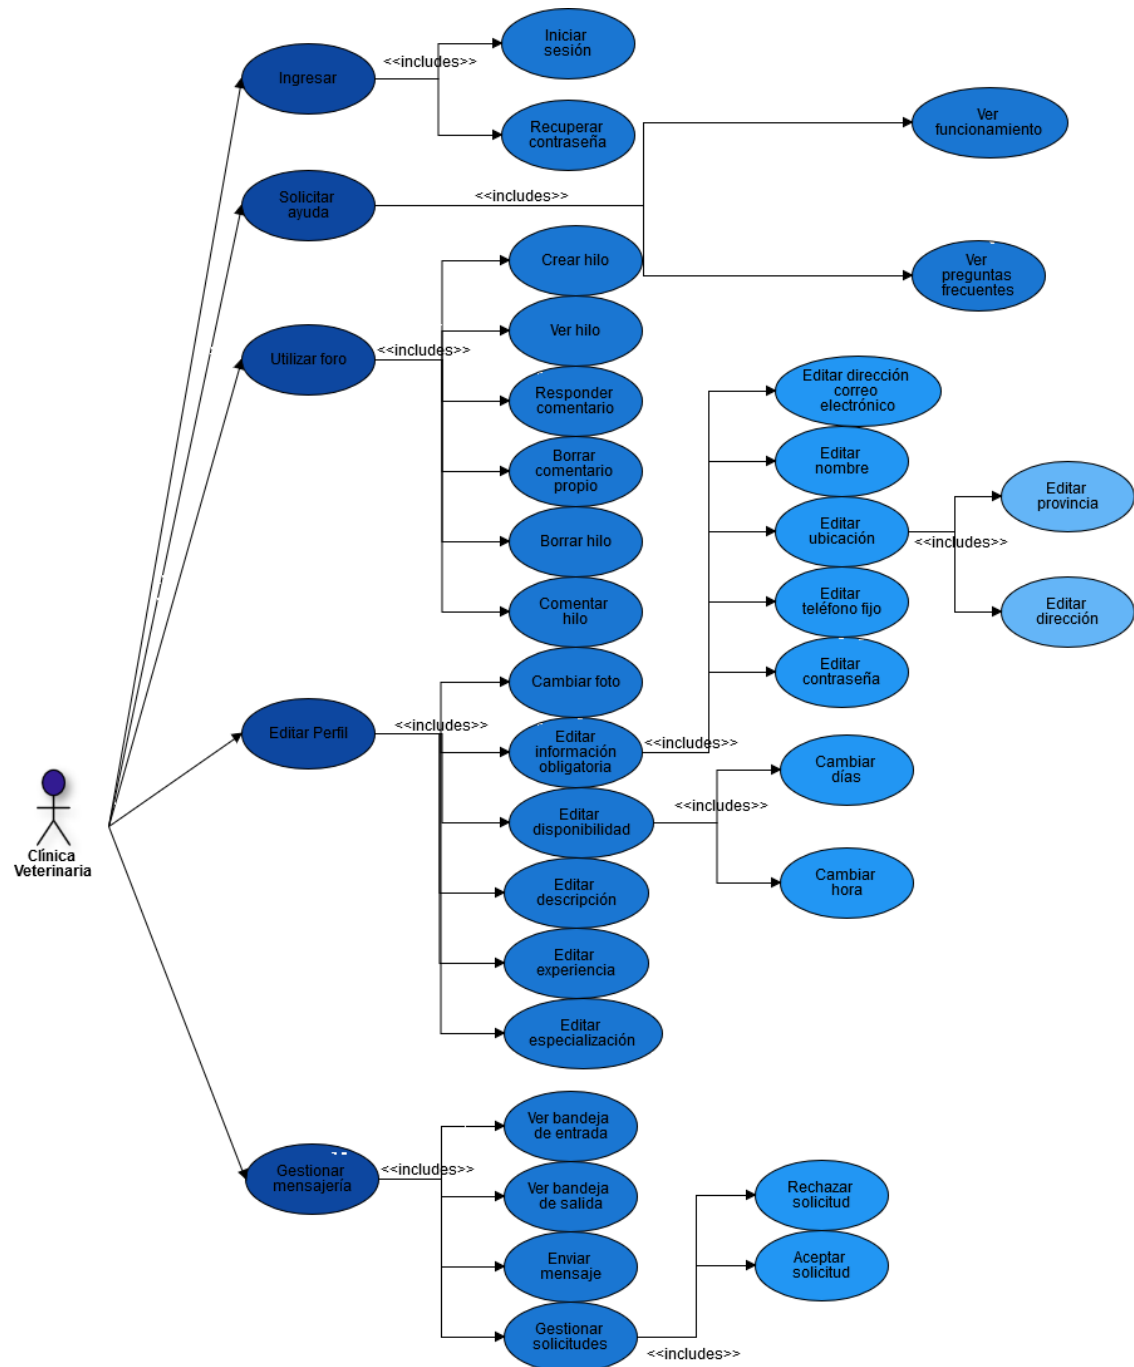 Iniciar
sesión
<<includes>>
Ingresar
Recuperar
contraseña
Ver
funcionamiento
Solicitar
ayuda
<<includes>>
Ver
preguntas
frecuentes
Crear hilo
Ver hilo
Utilizar foro
<<includes>>
Responder
comentario
Borrar
comentario
propio
Borrar hilo
Comentar
hilo
Editar dirección
correo
electrónico
Editar
nombre
Editar
ubicación
<<includes>>
Editar
provincia
Editar
dirección
Editar
teléfono fijo
Editar
contraseña
Cambiar foto
Editar Perfil
<<includes>>
Editar
información
obligatoria
<<includes>>
Editar
disponibilidad
<<includes>>
Cambiar
días
Cambiar
hora
Editar
descripción
Editar
experiencia
Editar
especialización
Clínica
Veterinaria
Ver bandeja
de entrada
Gestionar
mensajería
<<includes>>
Ver bandeja
de salida
Enviar
mensaje
Gestionar
solicitudes
<<includes>>
Rechazar
solicitud
Aceptar
solicitud